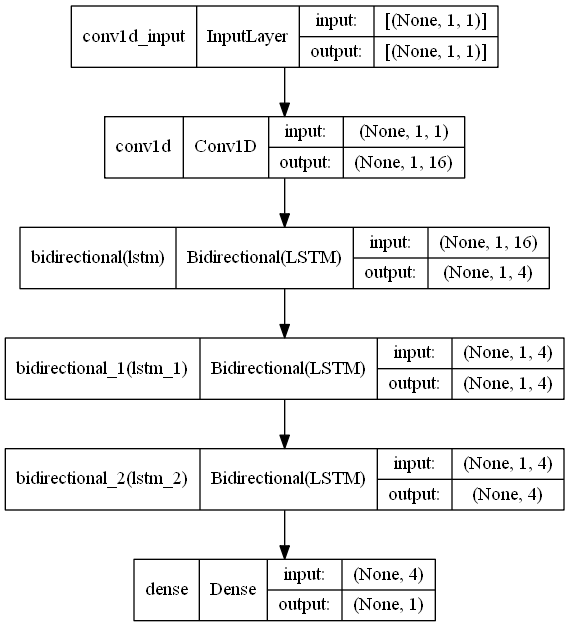 conv1d_input InputLayer input: [(None, 1, 1)]
output: [(None, 1, 1)]
conv1d Conv1D input: (None, 1, 1)
output: (None, 1, 16)
bidirectional(lstm) Bidirectional(LSTM) input: (None, 1, 16)
output: (None, 1, 4)
bidirectional_1(lstm_1) Bidirectional(LSTM) input: (None, 1, 4)
output: (None, 1, 4)
bidirectional_2(lstm_2) Bidirectional(LSTM) input: (None, 1, 4)
output: (None, 4)
dense Dense input: (None, 4)
output: (None, 1)